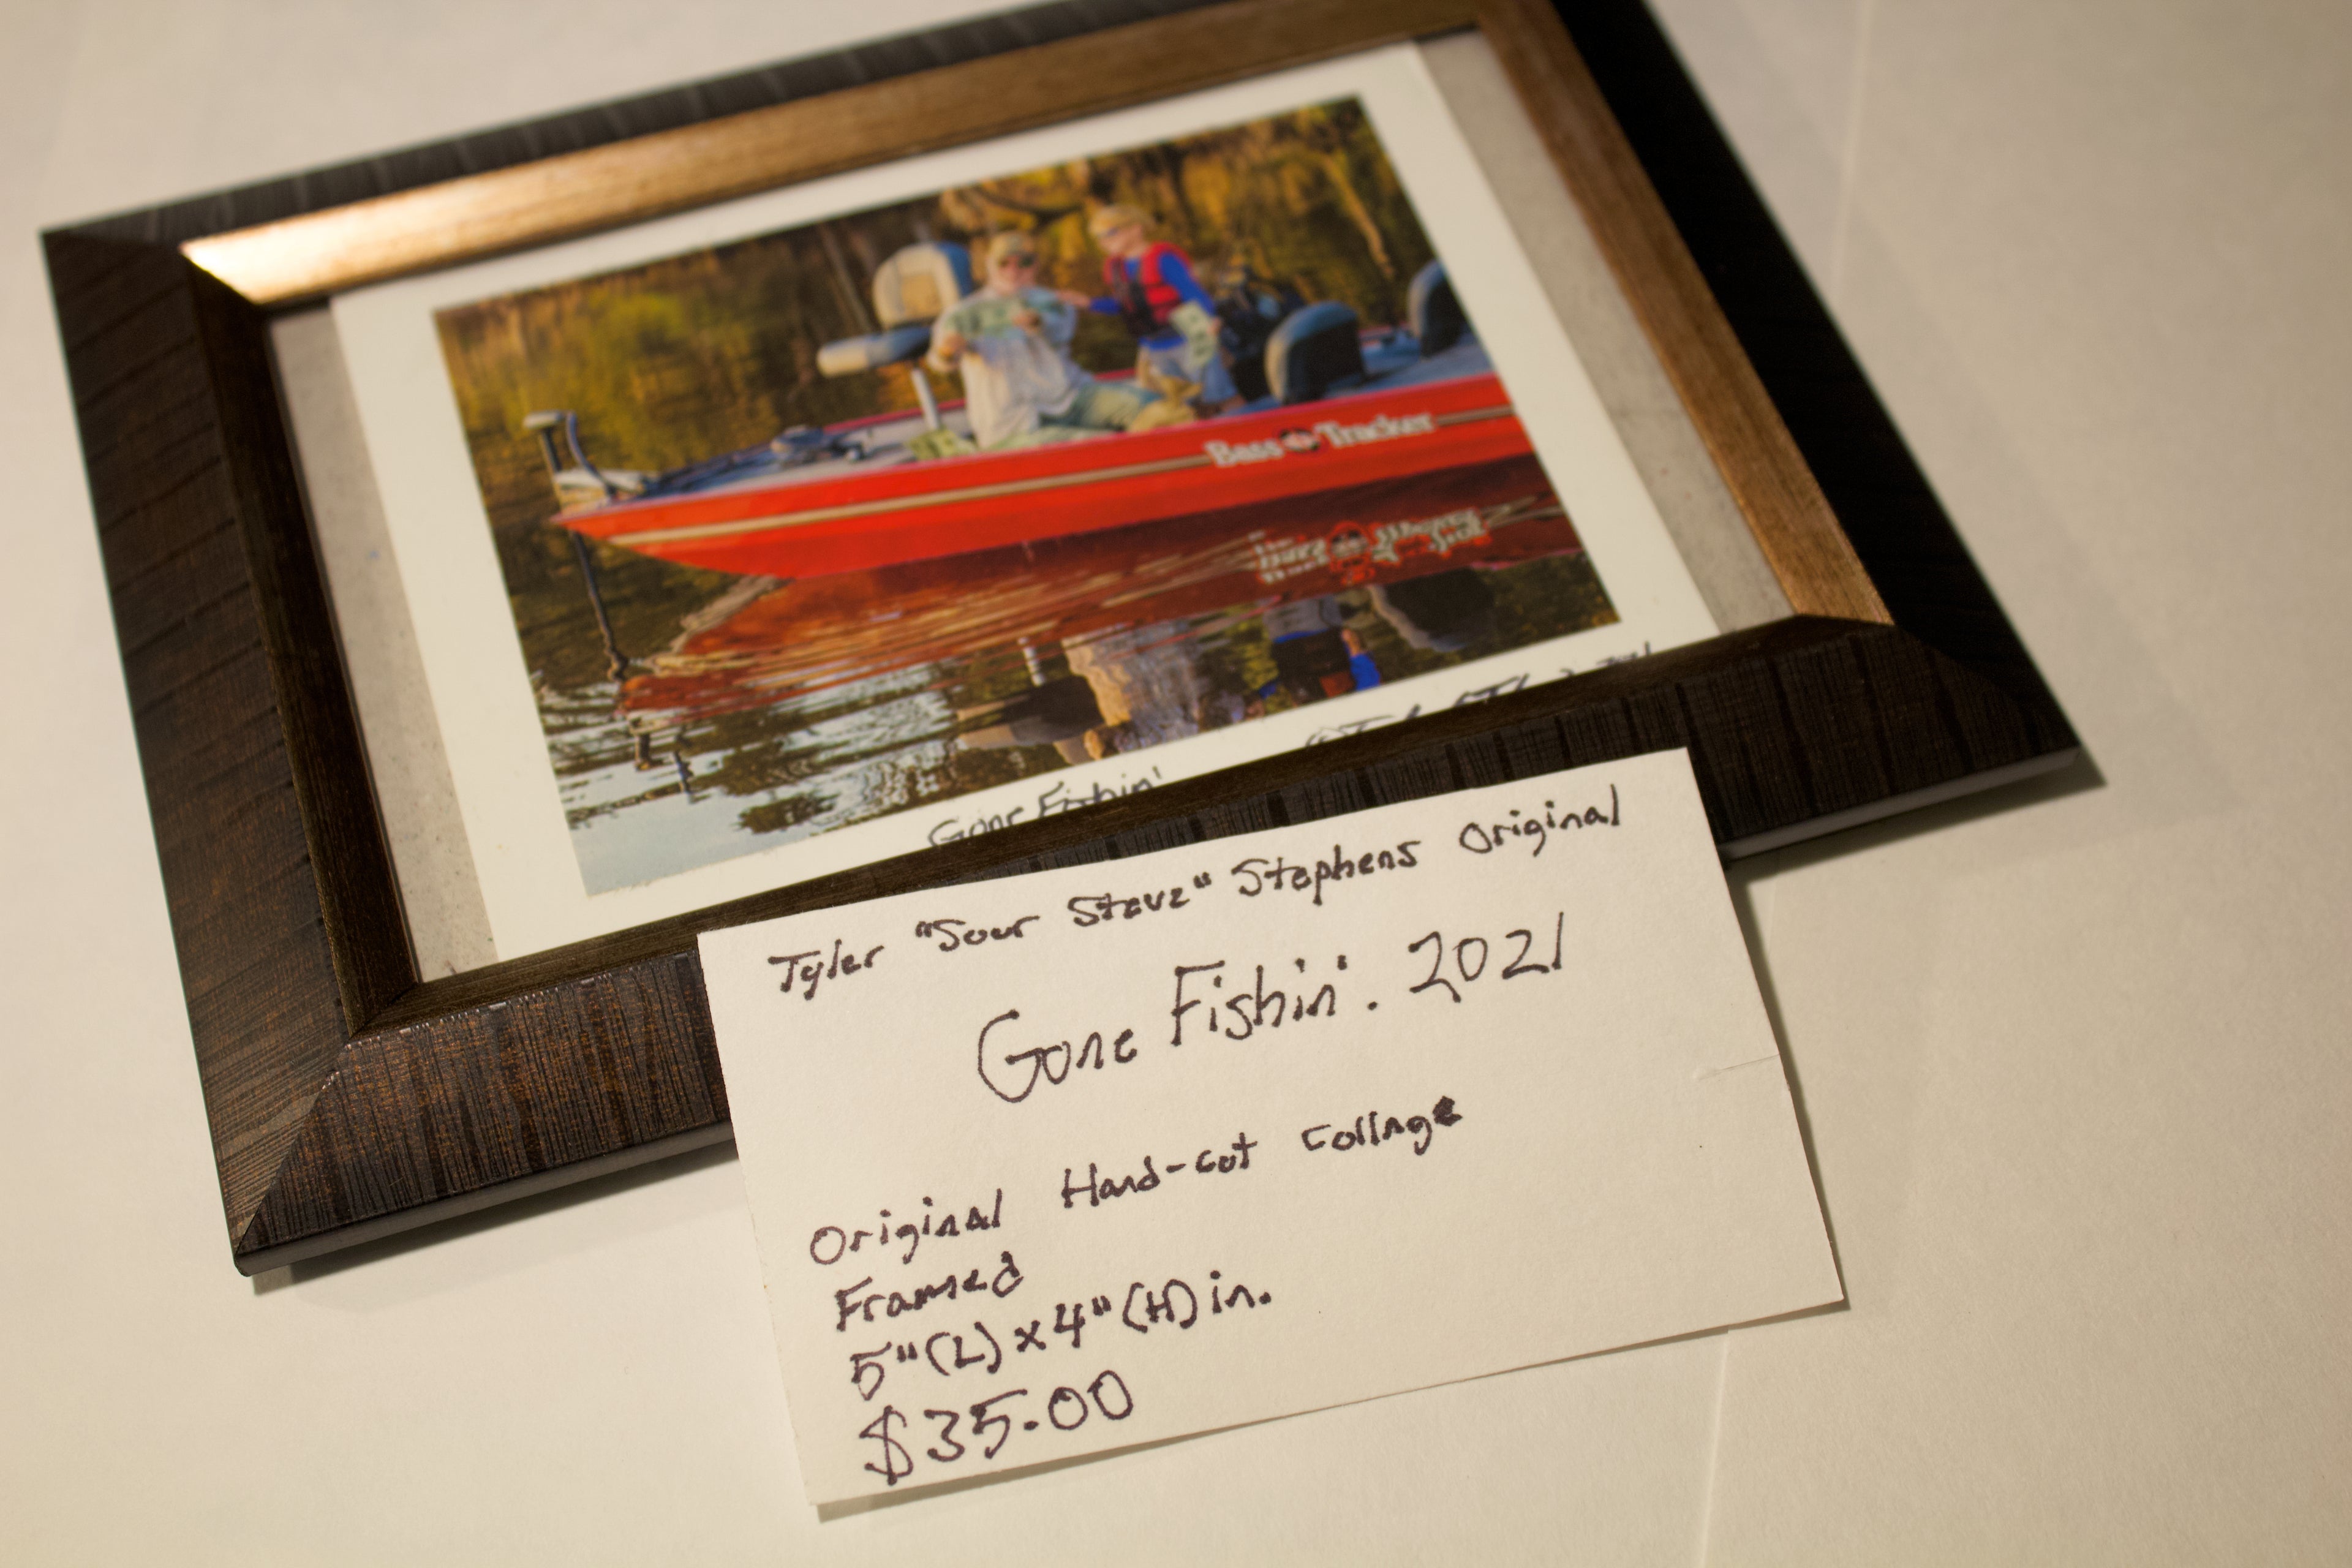 Bass Tracker
Gone Fishin'
Tyler "Sour Steve" Stephens Original
Gone Fishin'. 2021
Original Hand-cut Collage
Framed
5"(L) x 4" (H) in.
$35.00